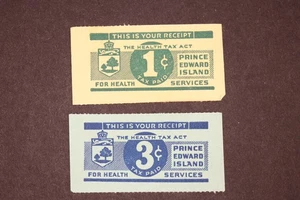 THIS IS YOUR RECEIPT
THE HEALTH TAX ACT
1¢
TAX PAID
PRINCE
EDWARD
ISLAND
FOR HEALTH SERVICES
THIS IS YOUR RECEIPT
THE HEALTH TAX ACT
3¢
TAX PAID
PRINCE
EDWARD
ISLAND
FOR HEALTH SERVICES